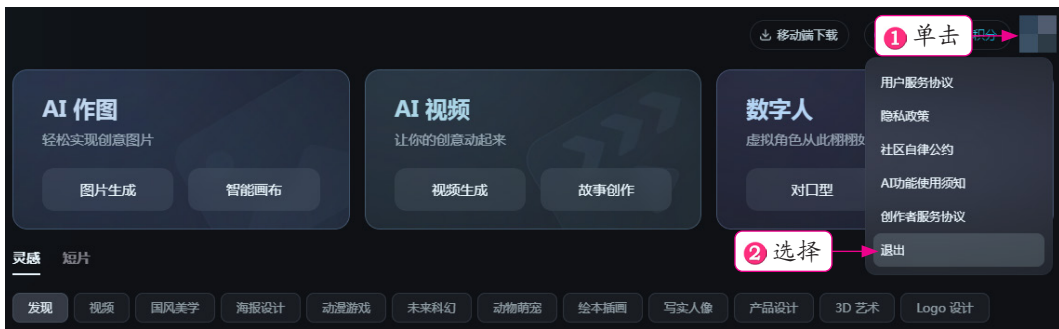 移动端下载
❶ 单击
积分
AI 作图
轻松实现创意图片
图片生成
智能画布
AI 视频
让你的创意动起来
视频生成
故事创作
数字人
虚拟角色从此栩栩
对口型
用户服务协议
隐私政策
社区自律公约
AI功能使用须知
创作者服务协议
退出
❷ 选择
灵感 短片
发现 视频 国风美学 海报设计 动漫游戏 未来科幻 动物萌宠 绘本插画 写实人像 产品设计 3D 艺术 Logo 设计